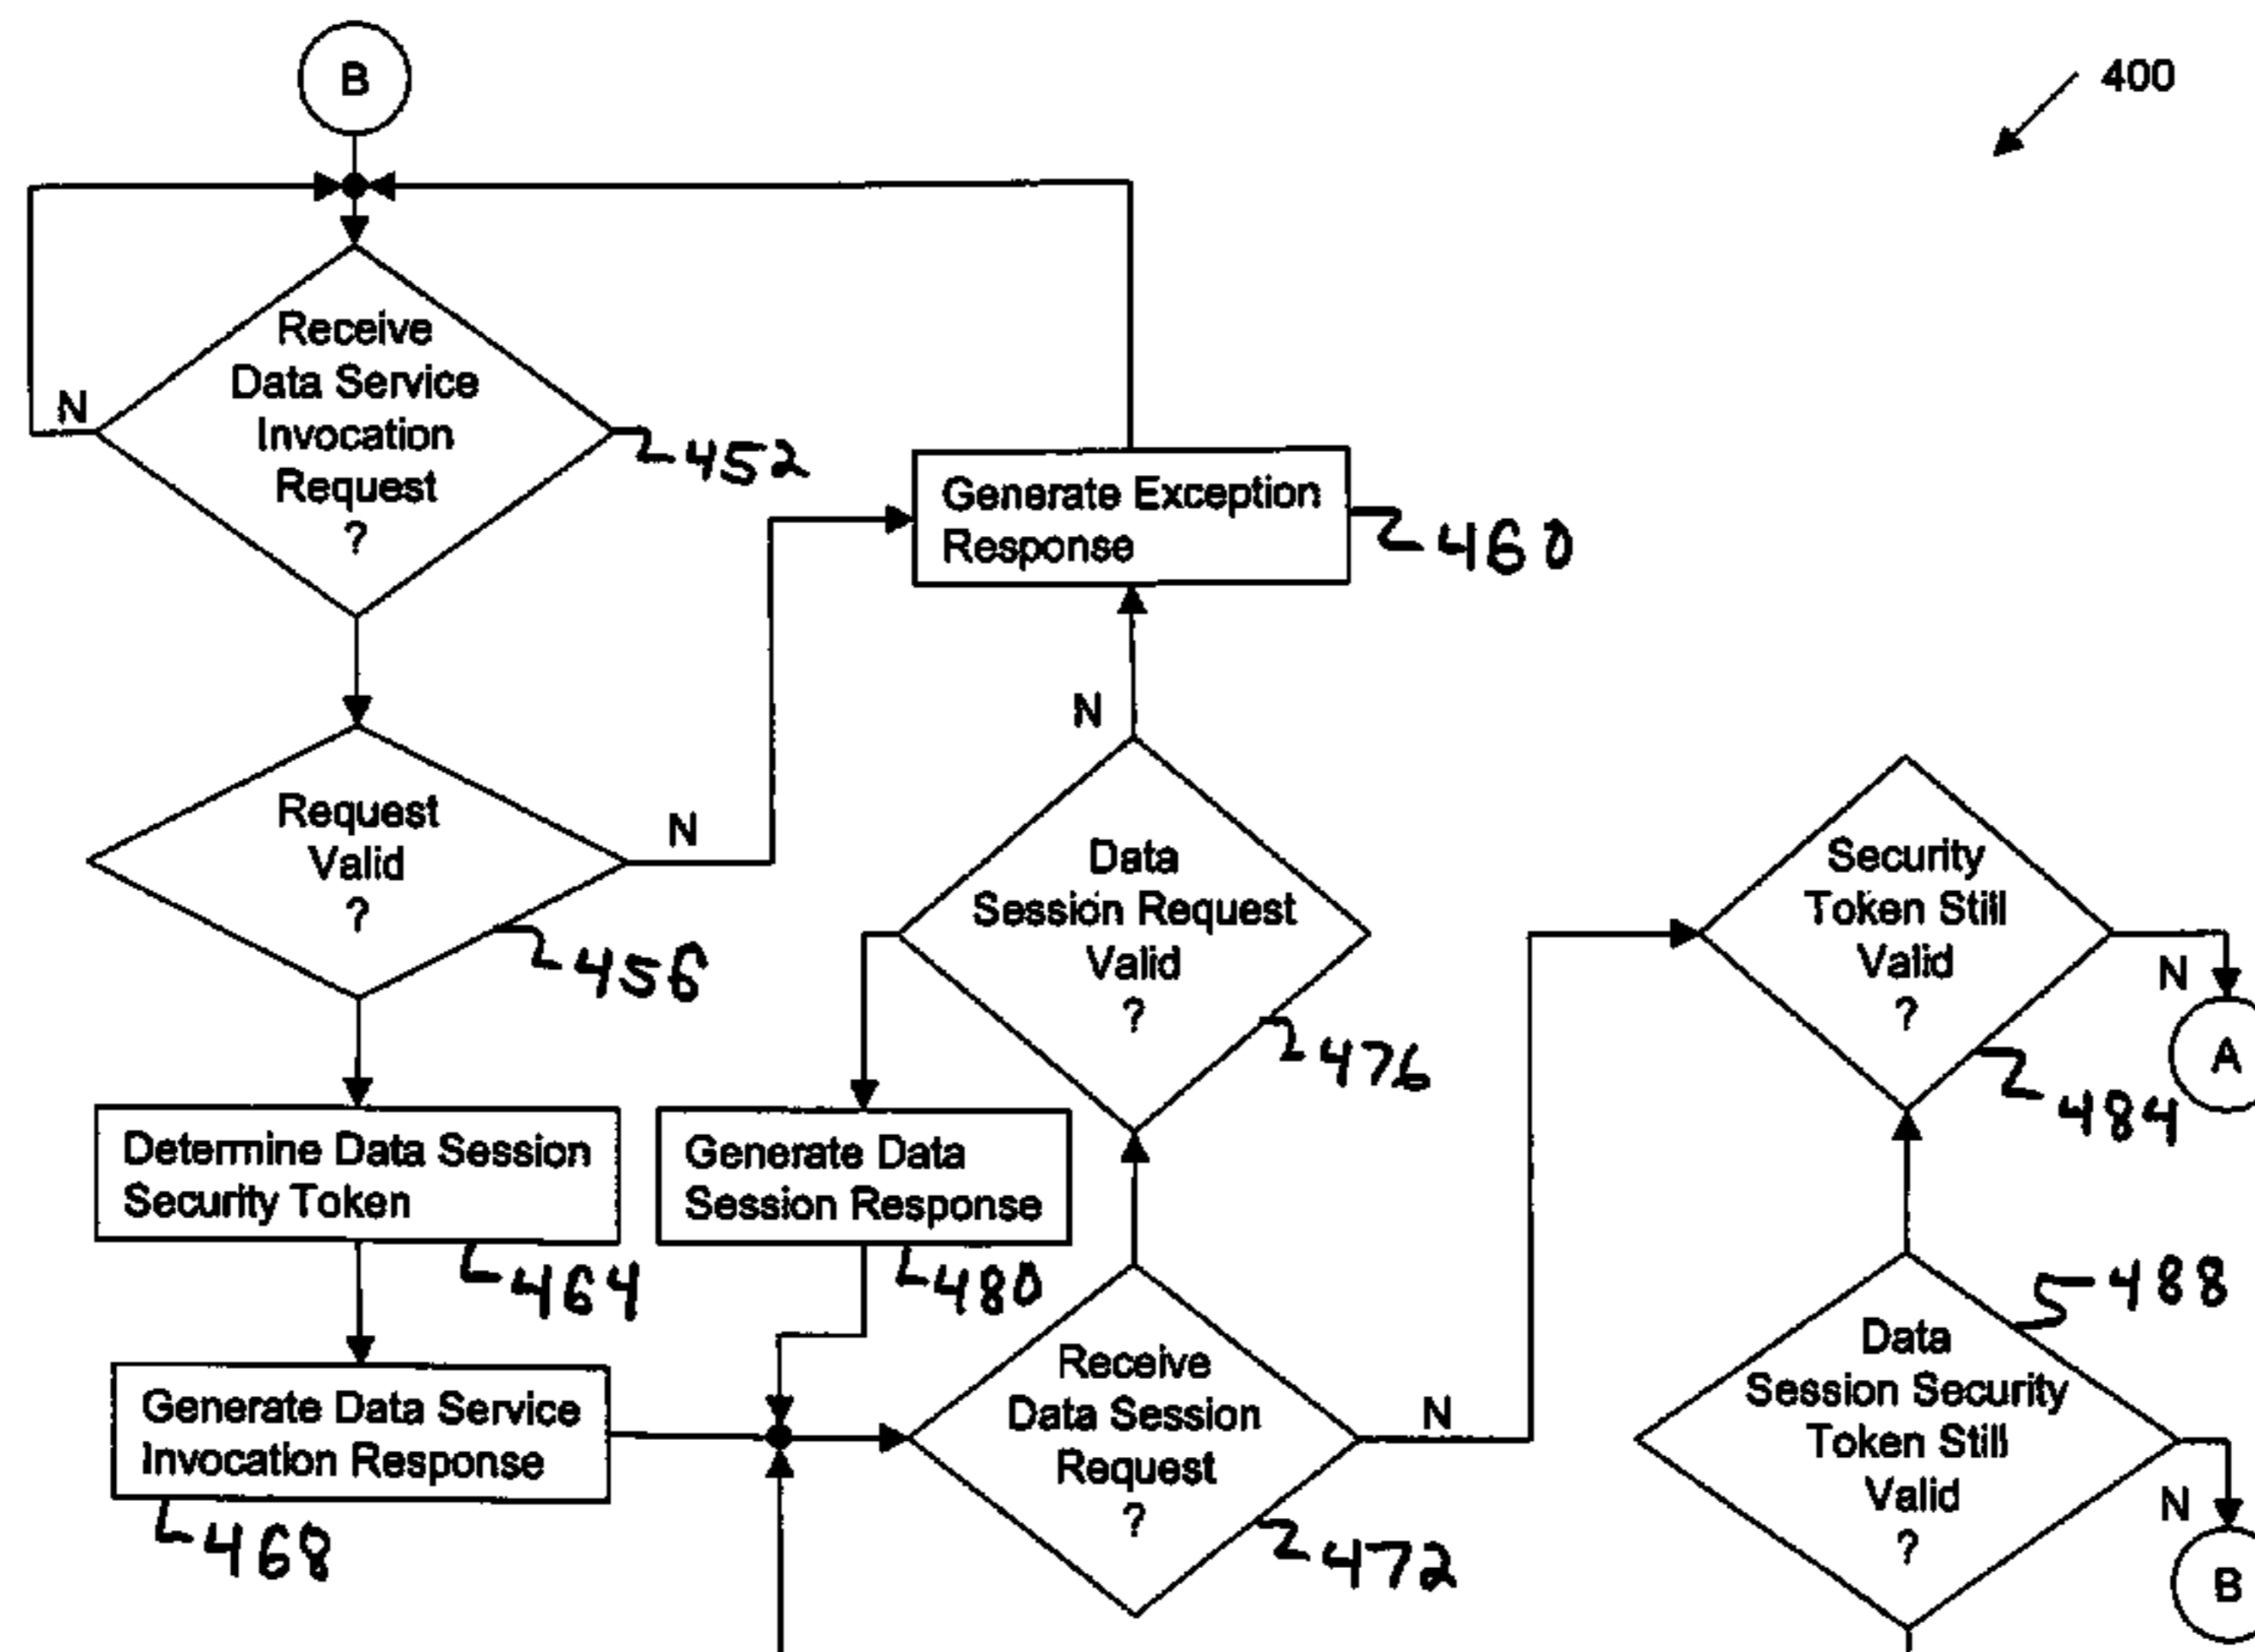 B
400
Receive
Data Service
Invocation
Request
?
N
452
Generate Exception
Response
460
N
Request
Valid
?
N
456
Data
Session Request
Valid
?
476
Security
Token Still
Valid
?
N
A
484
Determine Data Session
Security Token
464
Generate Data
Session Response
480
488
Generate Data Service
Invocation Response
468
Receive
Data Session
Request
?
N
472
Data
Session Security
Token Still
Valid
?
N
B